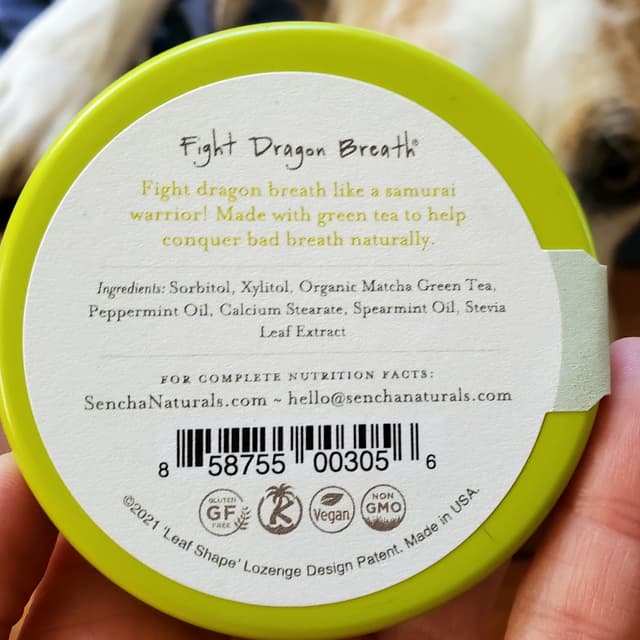 Fight Dragon Breath®
Fight dragon breath like a samurai
warrior! Made with green tea to help
conquer bad breath naturally.
Ingredients: Sorbitol, Xylitol, Organic Matcha Green Tea,
Peppermint Oil, Calcium Stearate, Spearmint Oil, Stevia
Leaf Extract
FOR COMPLETE NUTRITION FACTS:
SenchaNaturals.com ~ hello@senchanaturals.com
8 58755 00305 6
GLUTEN
GF
FREE
K
Vegan
NON
GMO
©2021 'Leaf Shape' Lozenge Design Patent. Made in USA.